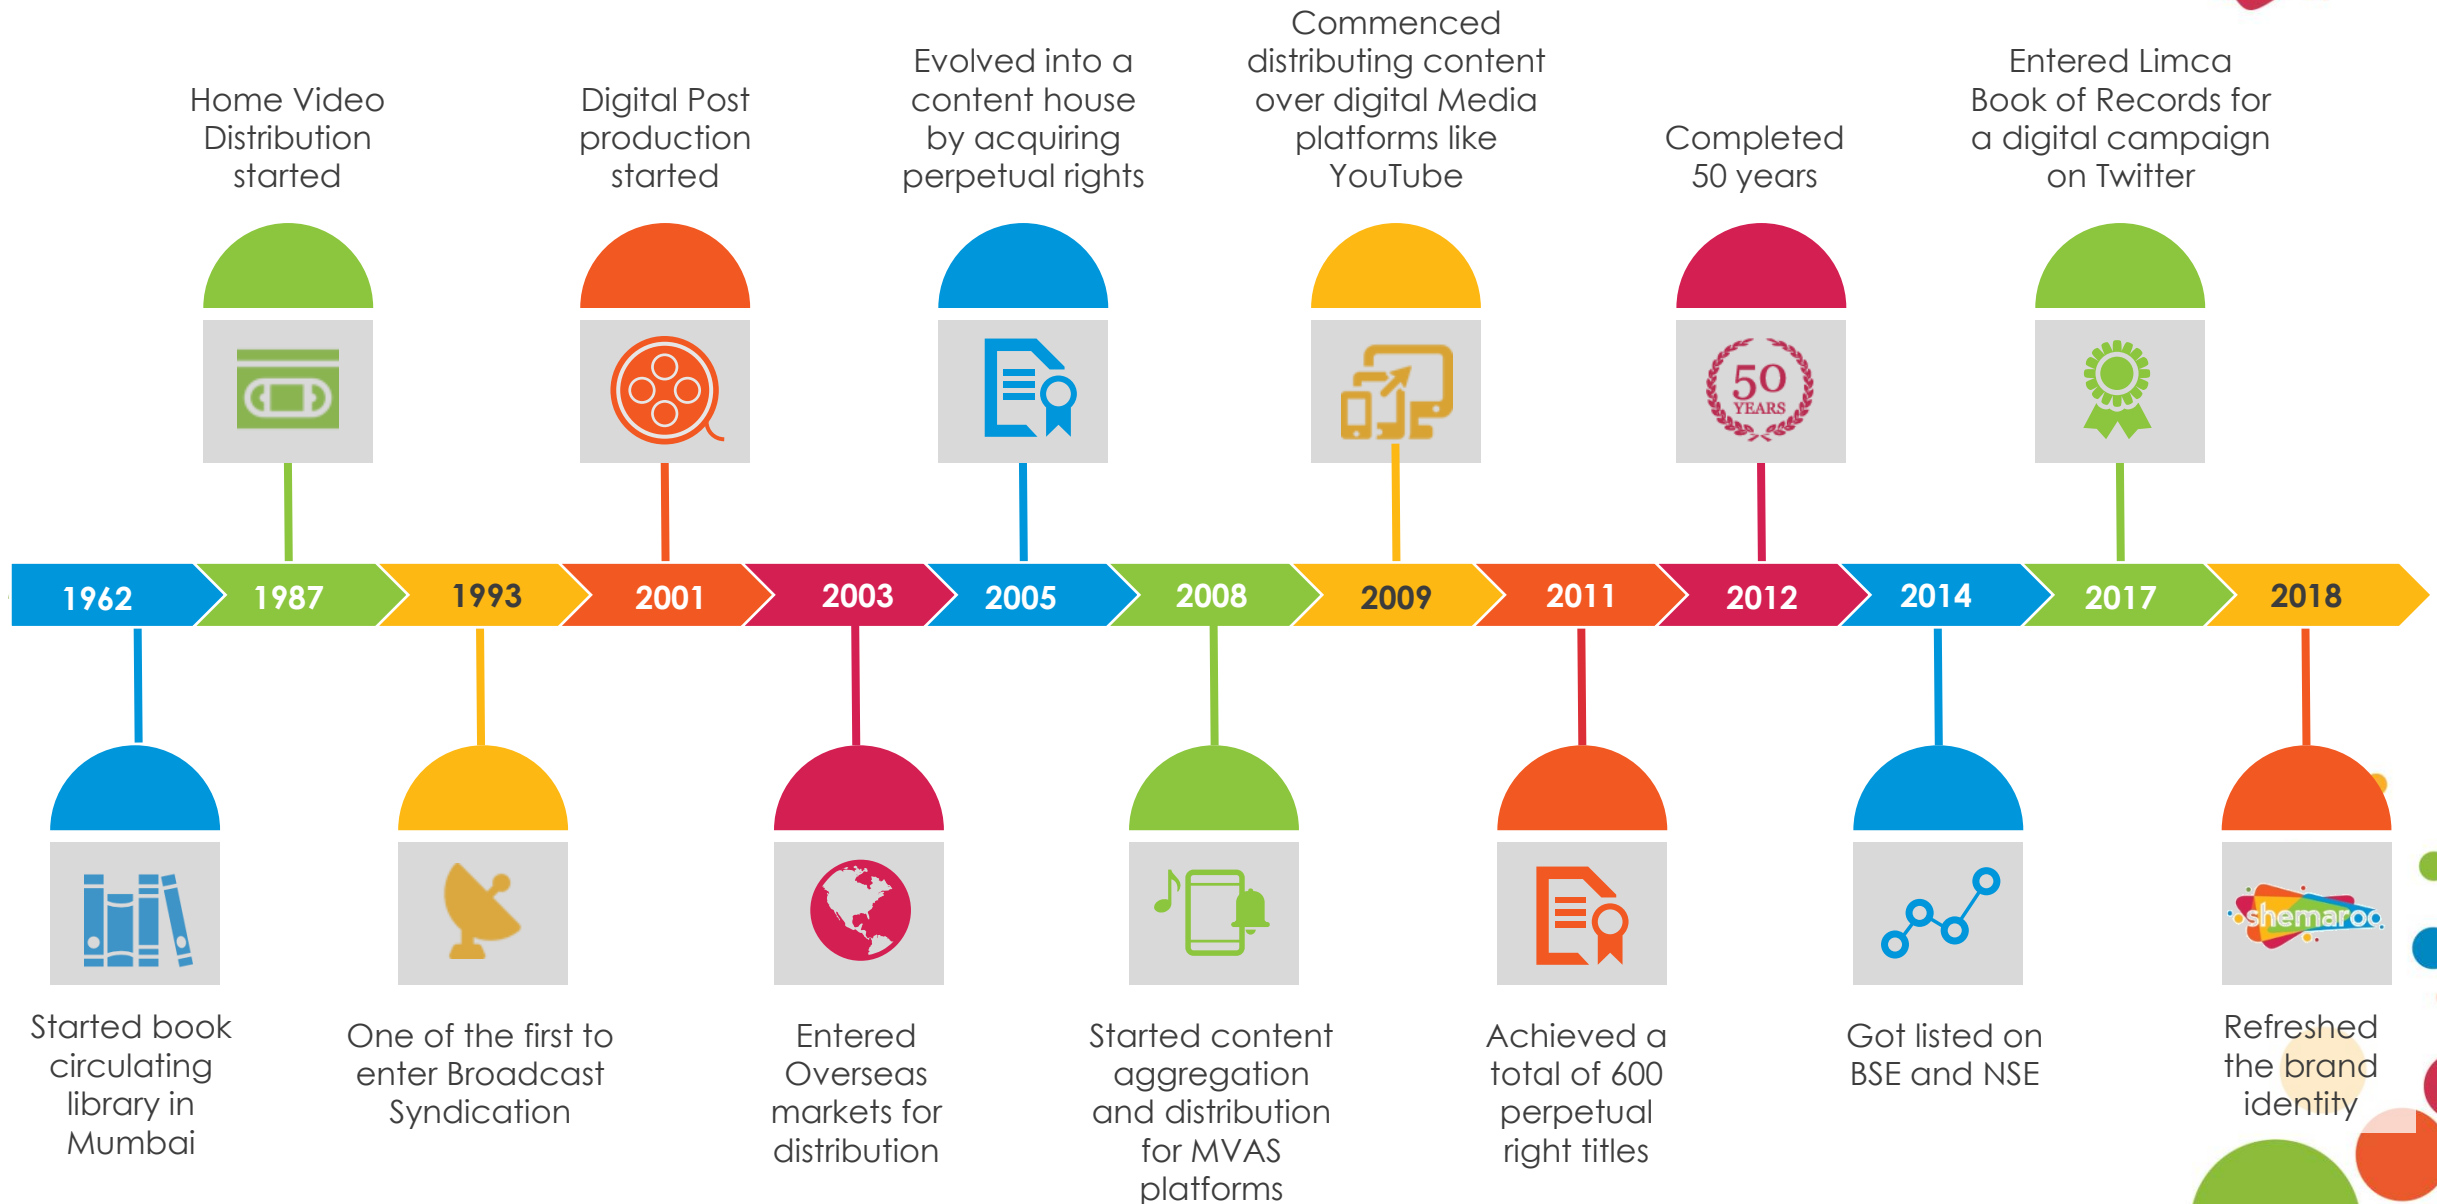 Home Video
Distribution
started
Digital Post
production
started
Evolved into a
content house
by acquiring
perpetual rights
Commenced
distributing content
over digital Media
platforms like
YouTube
Completed
50 years
Entered Limca
Book of Records for
a digital campaign
on Twitter
50
YEARS
1962
1987
1993
2001
2003
2005
2008
2009
2011
2012
2014
2017
2018
shemaroo
Started book
circulating
library in
Mumbai
One of the first to
enter Broadcast
Syndication
Entered
Overseas
markets for
distribution
Started content
aggregation
and distribution
for MVAS
platforms
Achieved a
total of 600
perpetual
right titles
Got listed on
BSE and NSE
Refreshed
the brand
identity